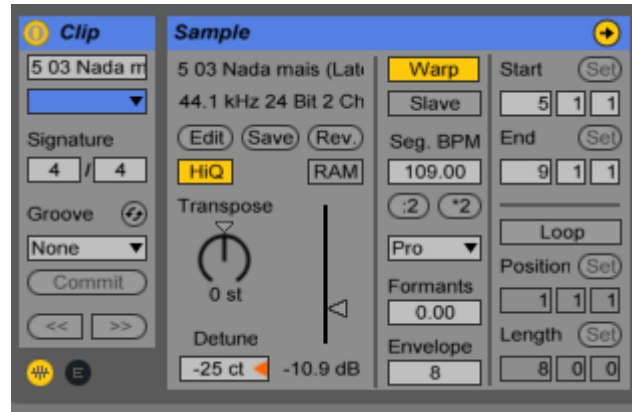 Clip
5 03 Nada m
Signature
4 / 4
Groove
None
Commit
<< >>
E
Sample
5 03 Nada mais (Lat
44.1 kHz 24 Bit 2 Ch
Edit Save Rev.
HiQ RAM
Transpose
0 st
Detune
-25 ct -10.9 dB
Warp
Slave
Seg. BPM
109.00
:2 *2
Pro
Formants
0.00
Envelope
8
Start Set
5 1 1
End Set
9 1 1
Loop
Position Set
1 1 1
Length Set
8 0 0